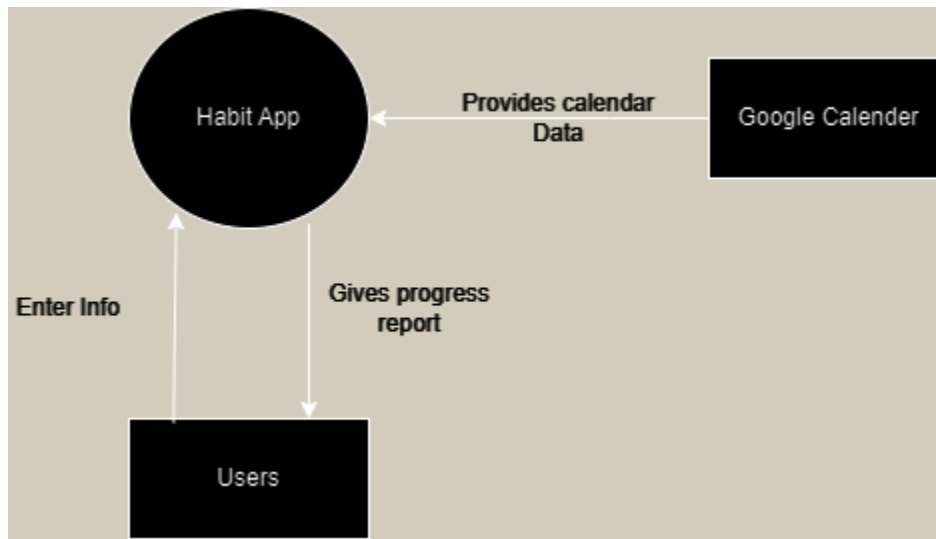 Habit App
Provides calendar
Data
Google Calender
Enter Info
Gives progress
report
Users